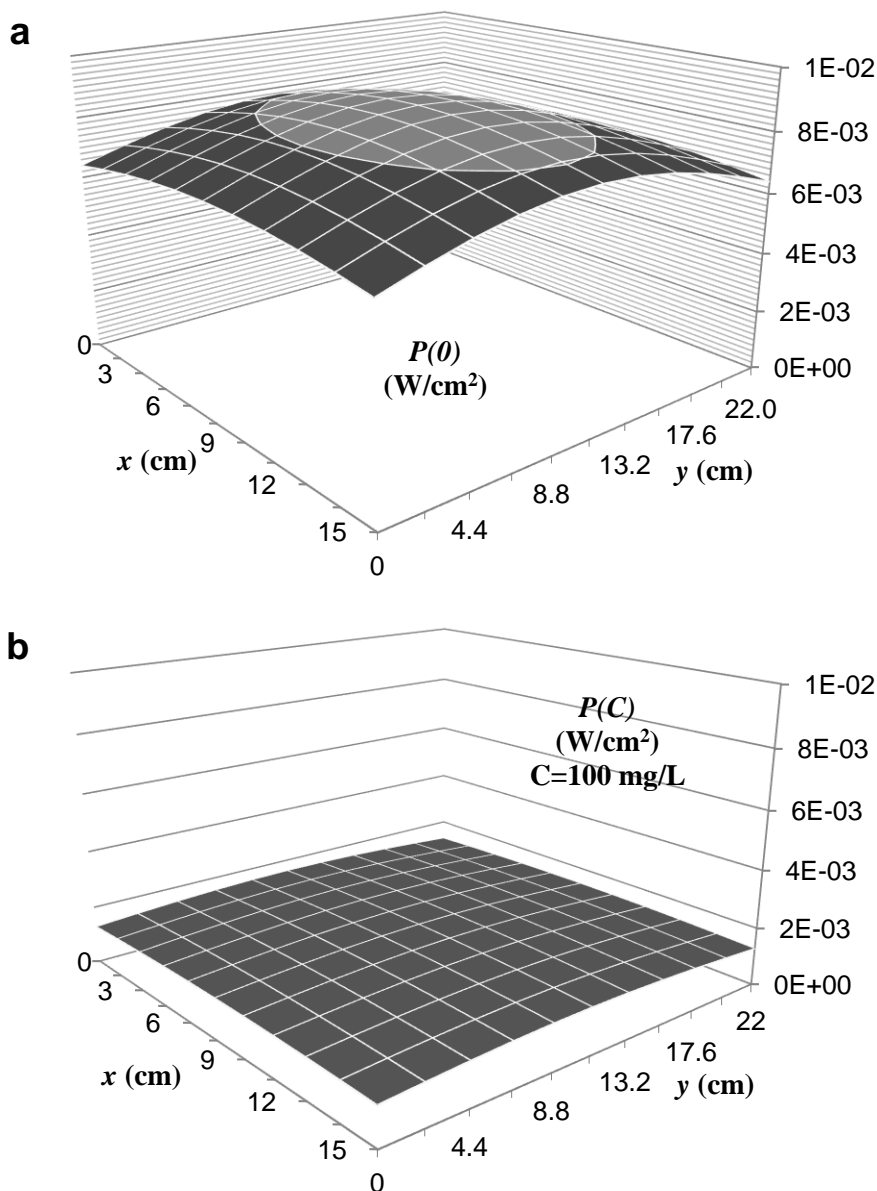 a
1E-02
8E-03
6E-03
4E-03
2E-03
0E+00
P(0)
(W/cm²)
0
3
6
9
12
15
x (cm)
0
4.4
8.8
13.2
17.6
22.0
y (cm)
b
1E-02
8E-03
6E-03
4E-03
2E-03
0E+00
P(C)
(W/cm²)
C=100 mg/L
0
3
6
9
12
15
x (cm)
0
4.4
8.8
13.2
17.6
22
y (cm)